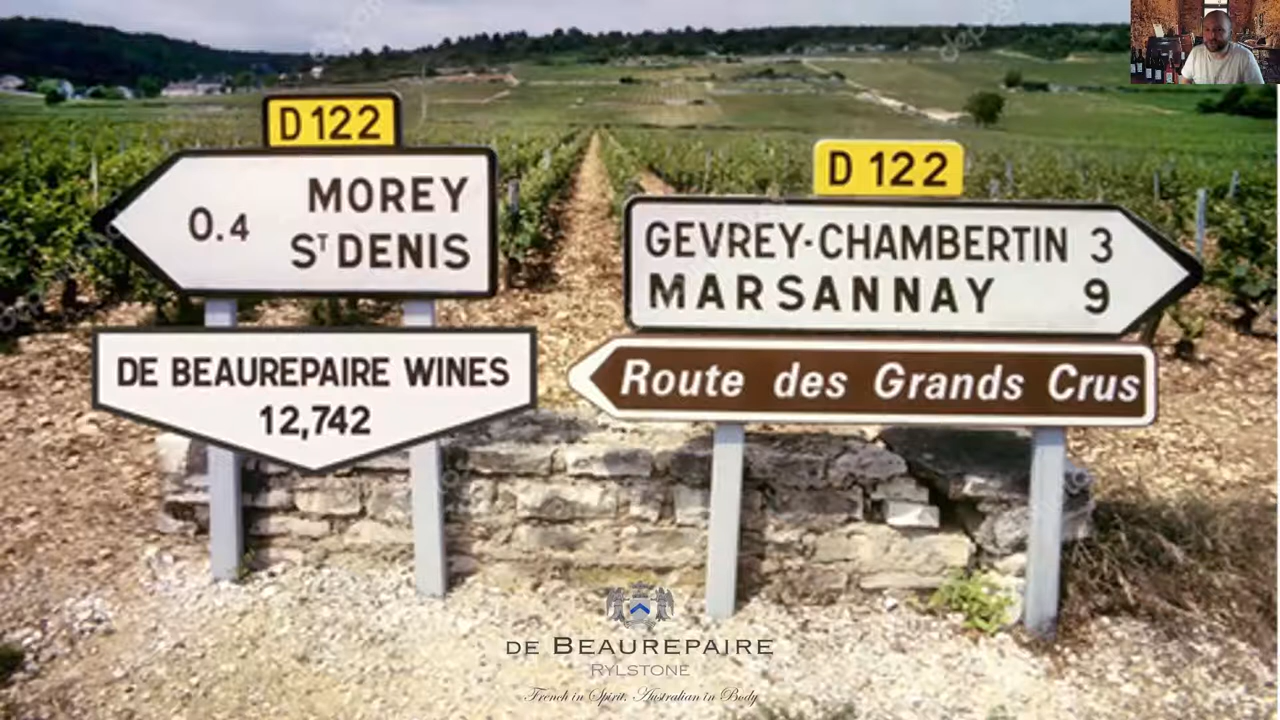 D 122
0.4 MOREY
ST DENIS
DE BEAUREPAIRE WINES
12,742
D 122
GEVREY-CHAMBERTIN 3
MARSANNAY 9
Route des Grands Crus
DE BEAUREPAIRE
RYLSTONE
French in Spirit. Australian in Body